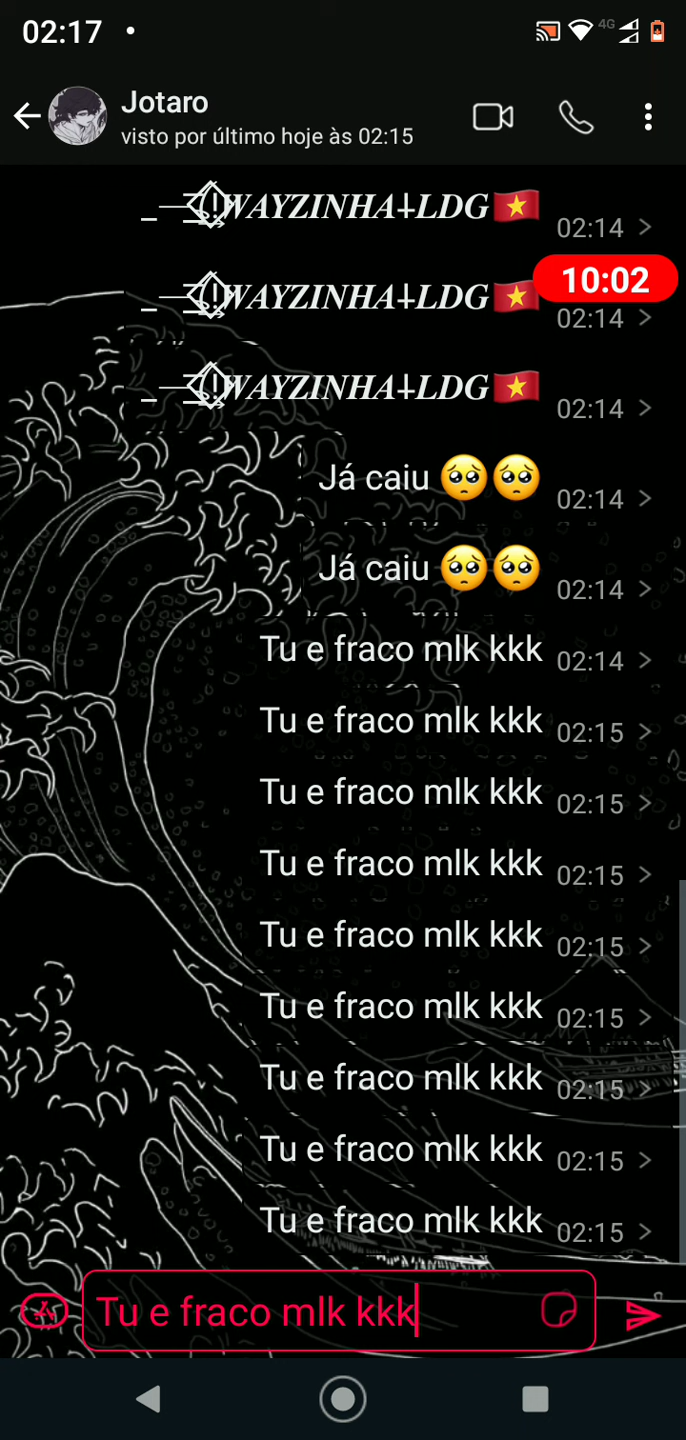 02:17
4G
Jotaro
visto por último hoje às 02:15
WAYZINHA⸸LDG🇻🇳 02:14
10:02
WAYZINHA⸸LDG🇻🇳 02:14
WAYZINHA⸸LDG🇻🇳 02:14
Já caiu 🥺🥺 02:14
Já caiu 🥺🥺 02:14
Tu e fraco mlk kkk 02:14
Tu e fraco mlk kkk 02:15
Tu e fraco mlk kkk 02:15
Tu e fraco mlk kkk 02:15
Tu e fraco mlk kkk 02:15
Tu e fraco mlk kkk 02:15
Tu e fraco mlk kkk 02:15
Tu e fraco mlk kkk 02:15
Tu e fraco mlk kkk 02:15
Tu e fraco mlk kkk